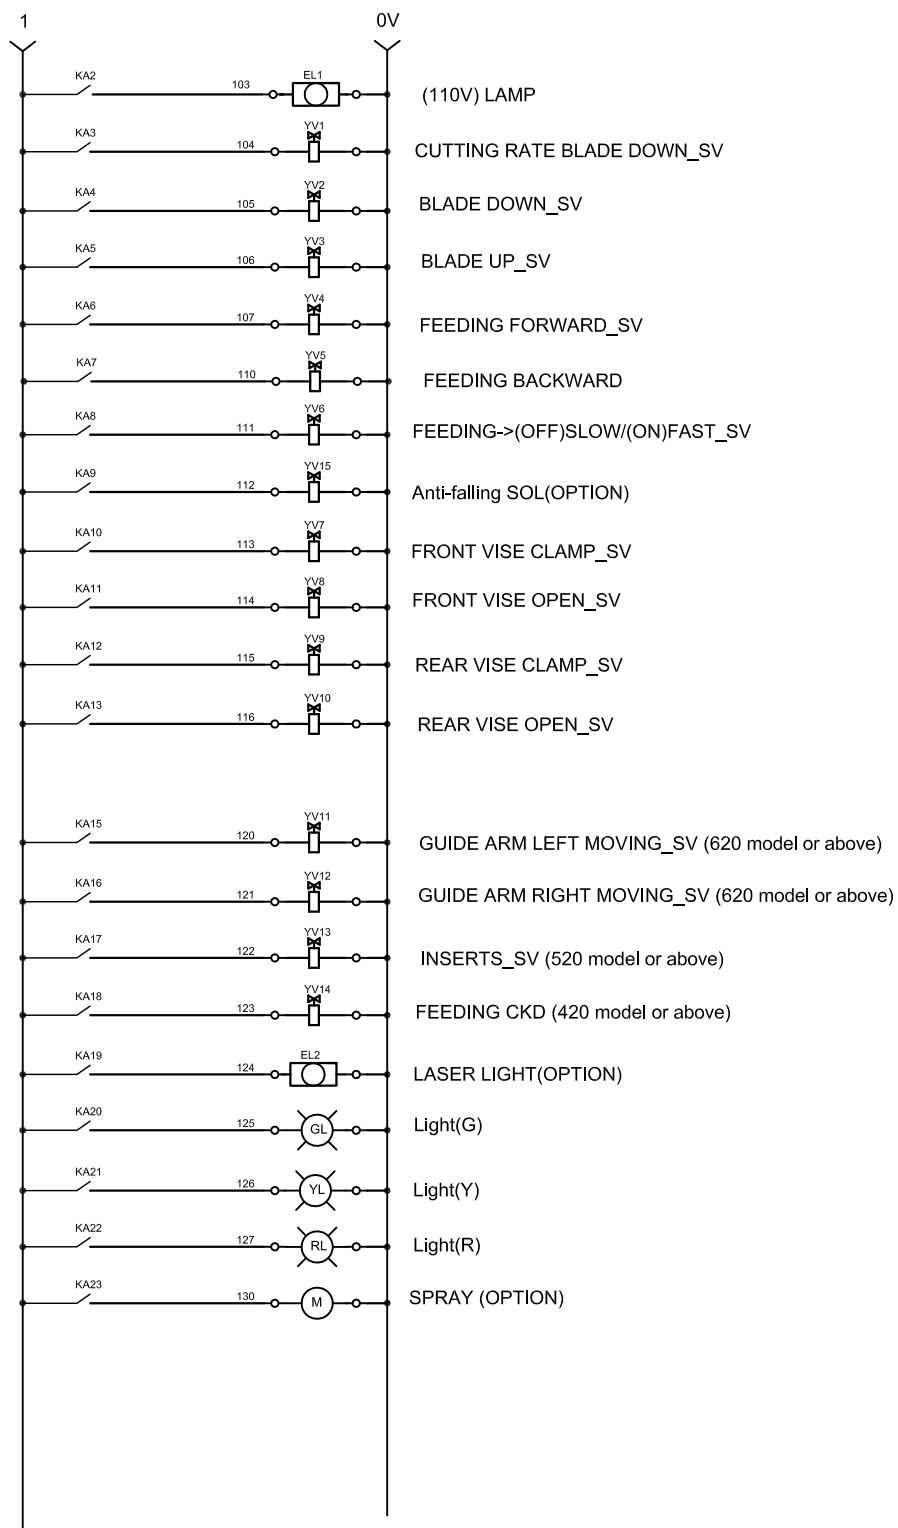 1 0V
KA2 103 EL1 (110V) LAMP
KA3 104 YV1 CUTTING RATE BLADE DOWN_SV
KA4 105 YV2 BLADE DOWN_SV
KA5 106 YV3 BLADE UP_SV
KA6 107 YV4 FEEDING FORWARD_SV
KA7 110 YV5 FEEDING BACKWARD
KA8 111 YV6 FEEDING->(OFF)SLOW/(ON)FAST_SV
KA9 112 YV15 Anti-falling SOL(OPTION)
KA10 113 YV7 FRONT VISE CLAMP_SV
KA11 114 YV8 FRONT VISE OPEN_SV
KA12 115 YV9 REAR VISE CLAMP_SV
KA13 116 YV10 REAR VISE OPEN_SV
KA15 120 YV11 GUIDE ARM LEFT MOVING_SV (620 model or above)
KA16 121 YV12 GUIDE ARM RIGHT MOVING_SV (620 model or above)
KA17 122 YV13 INSERTS_SV (520 model or above)
KA18 123 YV14 FEEDING CKD (420 model or above)
KA19 124 EL2 LASER LIGHT(OPTION)
KA20 125 GL Light(G)
KA21 126 YL Light(Y)
KA22 127 RL Light(R)
KA23 130 M SPRAY (OPTION)